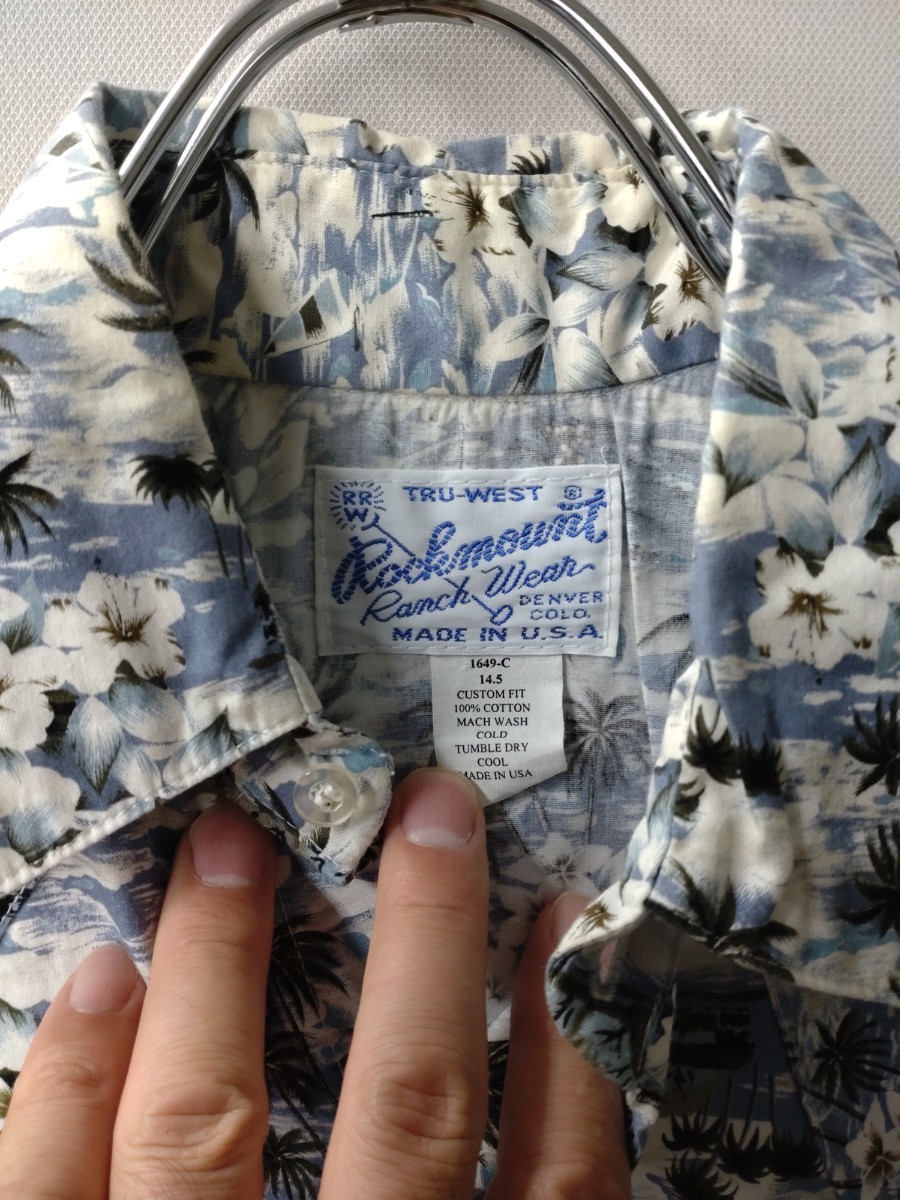 TRU-WEST ®
RR
W
Rockmount
Ranch Wear
DENVER
COLO.
MADE IN U.S.A.
1649-C
14.5
CUSTOM FIT
100% COTTON
MACH WASH
COLD
TUMBLE DRY
COOL
MADE IN USA